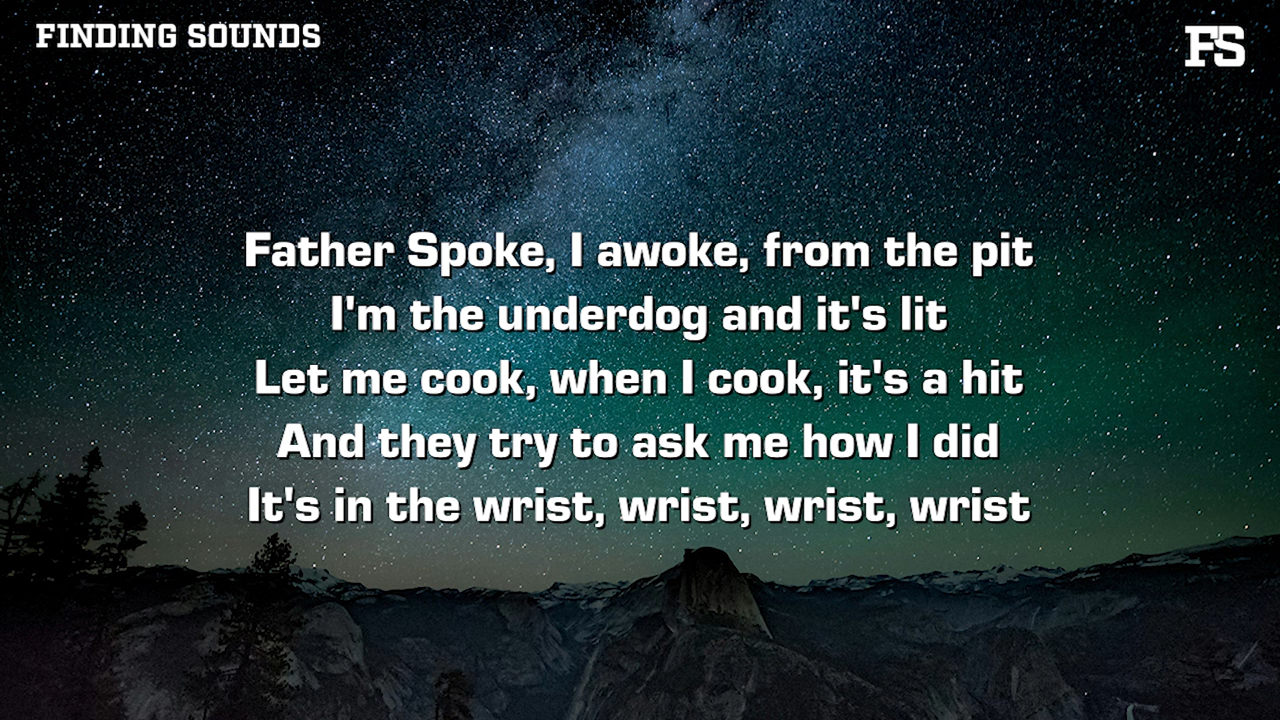 FINDING SOUNDS
FS
Father Spoke, I awoke, from the pit
I'm the underdog and it's lit
Let me cook, when I cook, it's a hit
And they try to ask me how I did
It's in the wrist, wrist, wrist, wrist